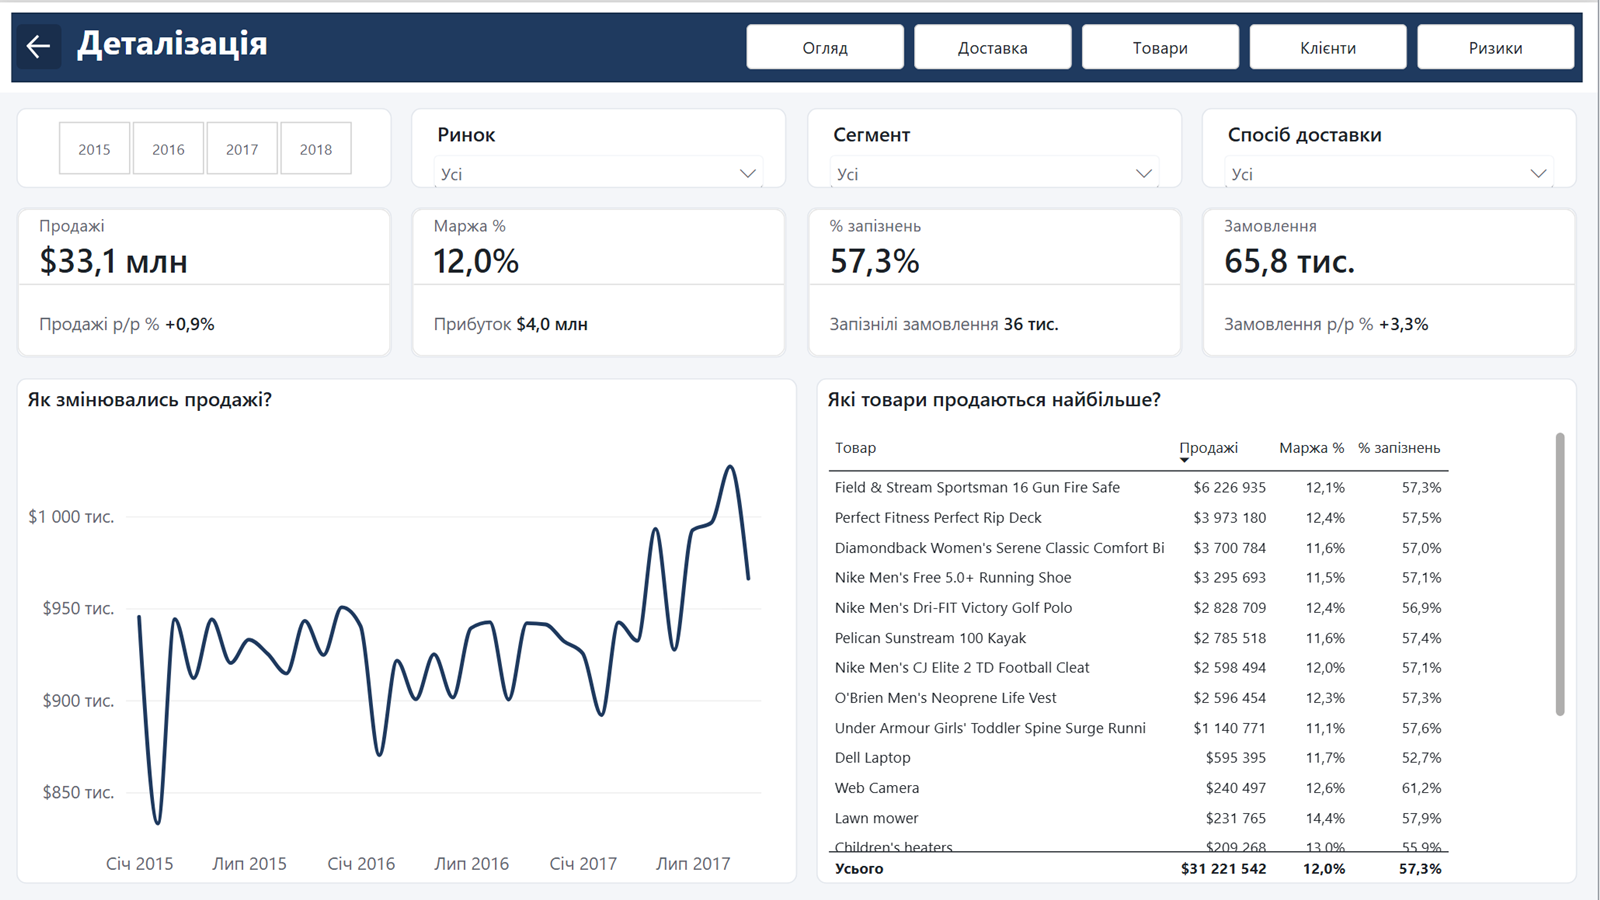 Деталізація
Огляд
Доставка
Товари
Клієнти
Ризики
2015
2016
2017
2018
Ринок
Усі
Сегмент
Усі
Спосіб доставки
Усі
Продажі
$33,1 млн
Продажі р/р % +0,9%
Маржа %
12,0%
Прибуток $4,0 млн
% запізнень
57,3%
Запізнілі замовлення 36 тис.
Замовлення
65,8 тис.
Замовлення р/р % +3,3%
Як змінювались продажі?
$1 000 тис.
$950 тис.
$900 тис.
$850 тис.
Січ 2015
Лип 2015
Січ 2016
Лип 2016
Січ 2017
Лип 2017
Які товари продаються найбільше?
Товар Продажі Маржа % % запізнень
Field & Stream Sportsman 16 Gun Fire Safe $6 226 935 12,1% 57,3%
Perfect Fitness Perfect Rip Deck $3 973 180 12,4% 57,5%
Diamondback Women's Serene Classic Comfort Bi $3 700 784 11,6% 57,0%
Nike Men's Free 5.0+ Running Shoe $3 295 693 11,5% 57,1%
Nike Men's Dri-FIT Victory Golf Polo $2 828 709 12,4% 56,9%
Pelican Sunstream 100 Kayak $2 785 518 11,6% 57,4%
Nike Men's CJ Elite 2 TD Football Cleat $2 598 494 12,0% 57,1%
O'Brien Men's Neoprene Life Vest $2 596 454 12,3% 57,3%
Under Armour Girls' Toddler Spine Surge Runni $1 140 771 11,1% 57,6%
Dell Laptop $595 395 11,7% 52,7%
Web Camera $240 497 12,6% 61,2%
Lawn mower $231 765 14,4% 57,9%
Children's heaters $209 268 13,0% 55,9%
Усього $31 221 542 12,0% 57,3%